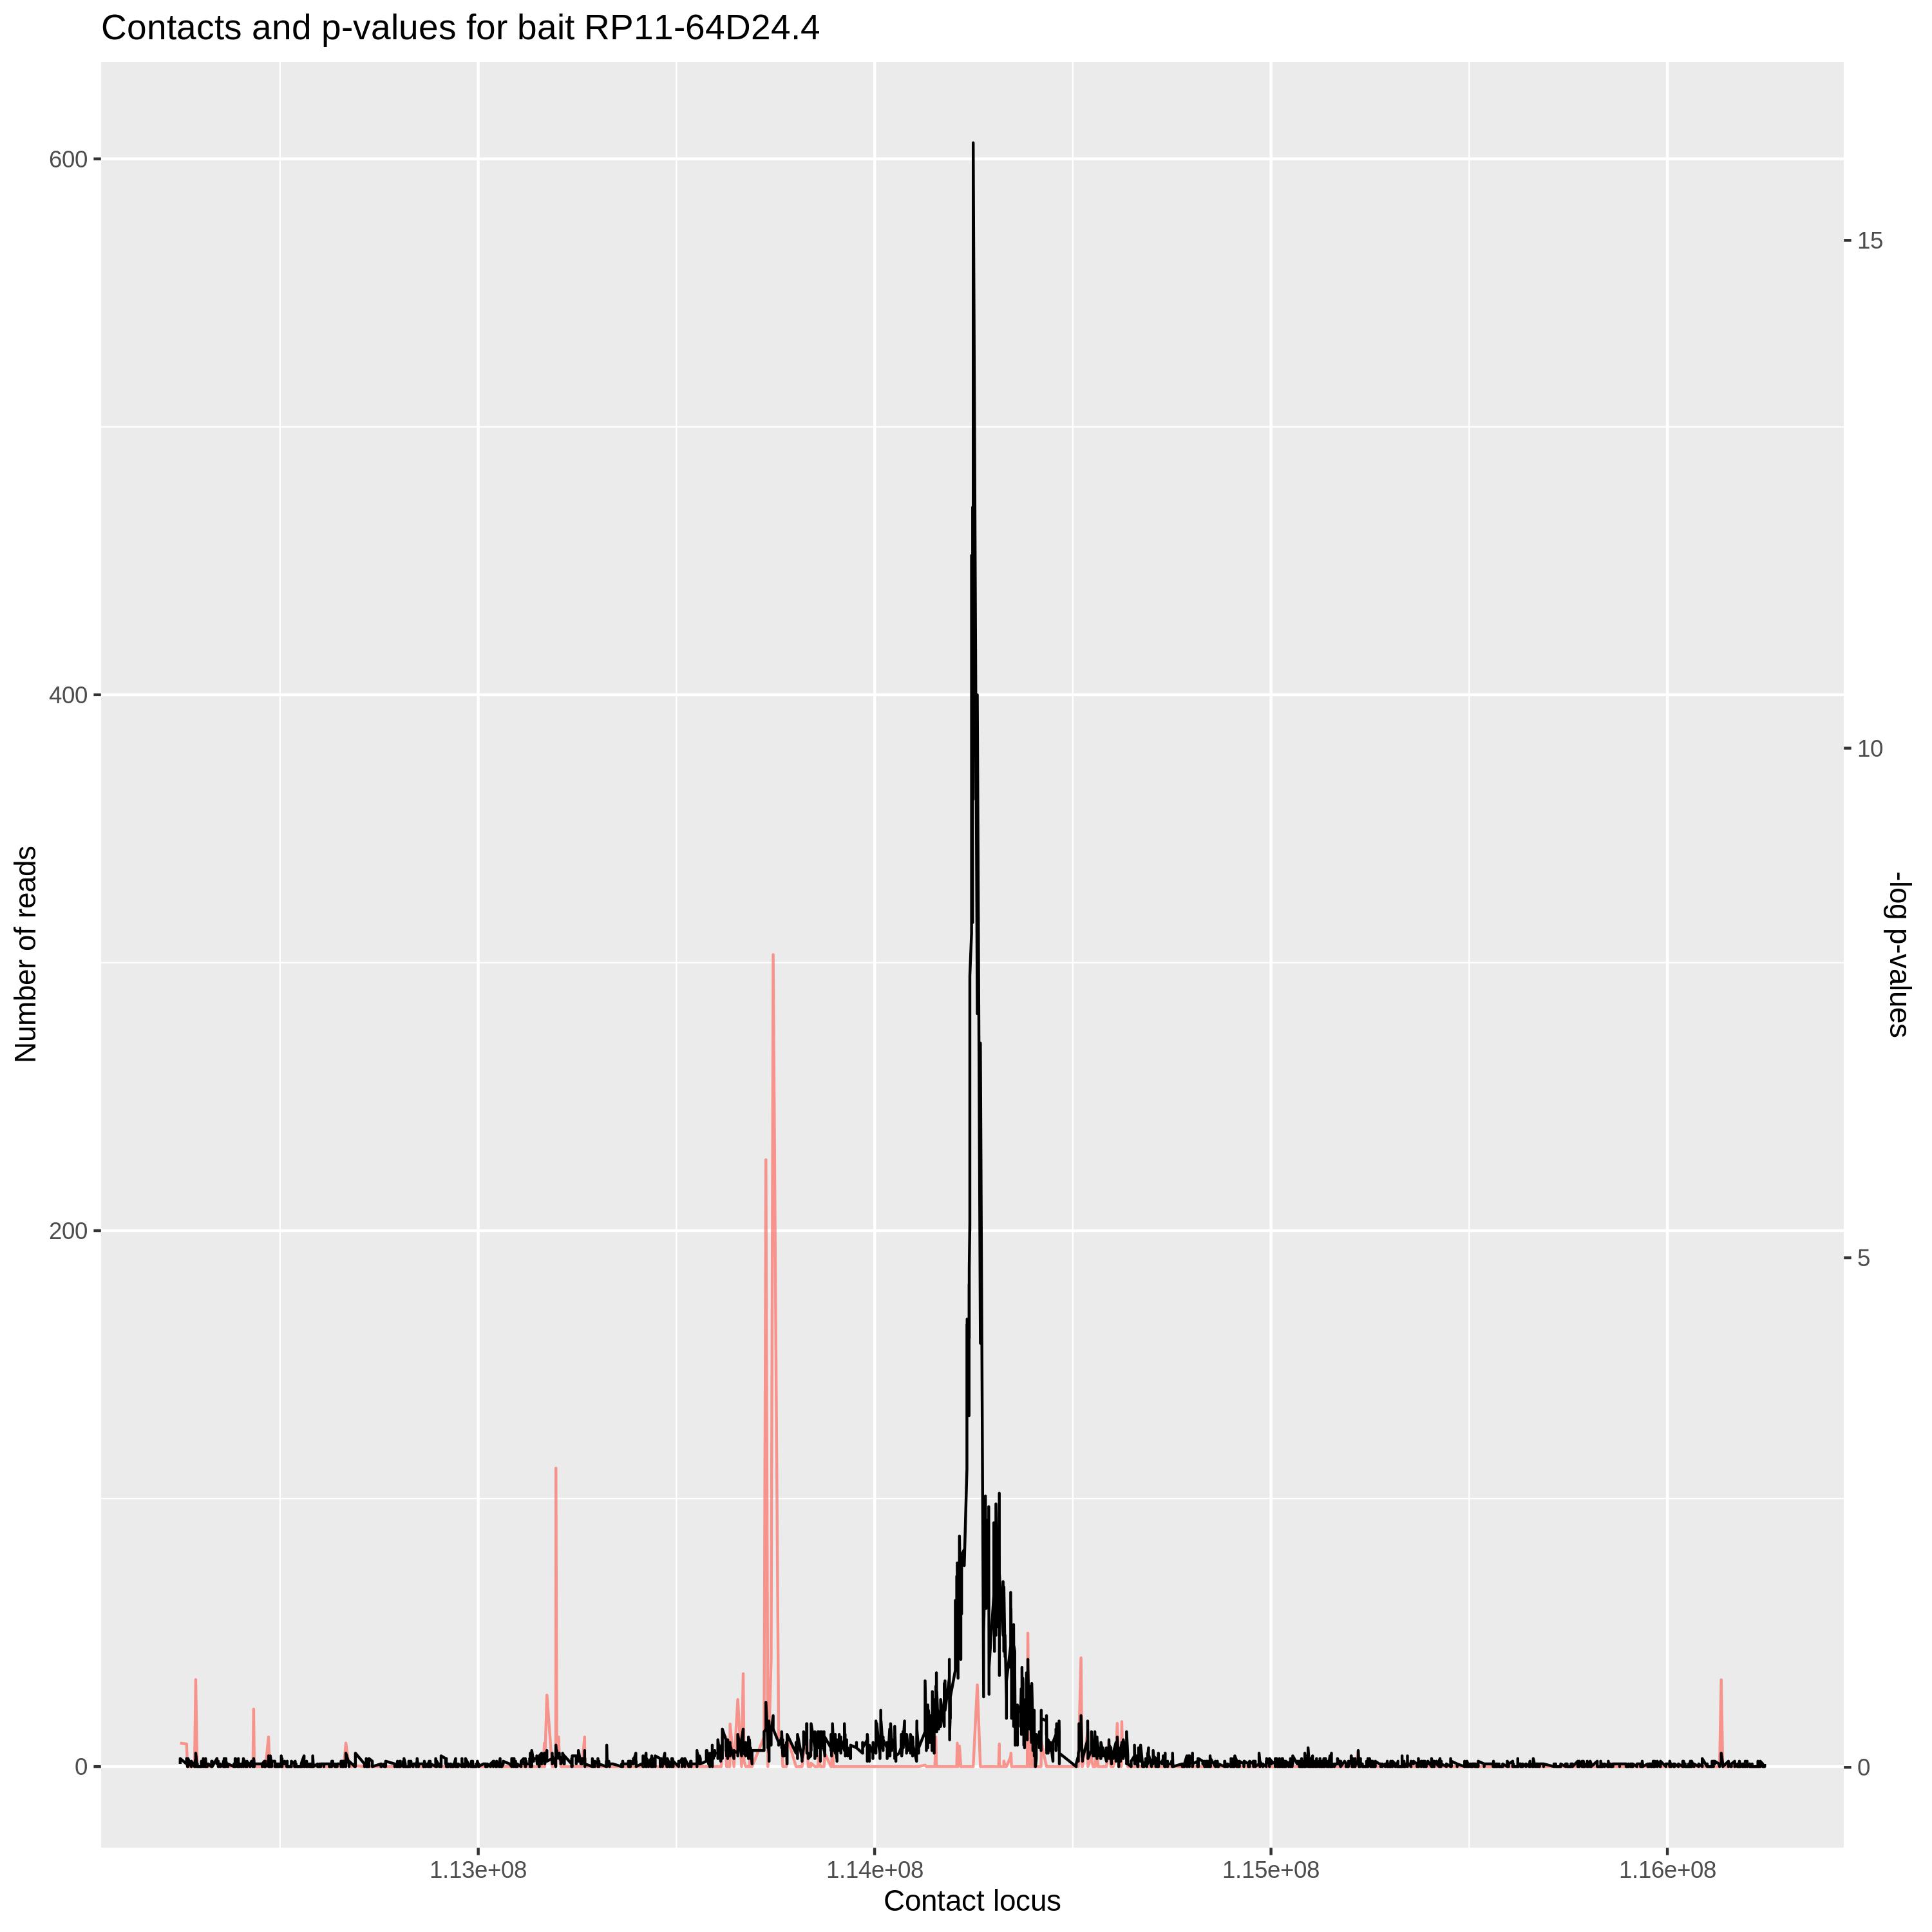 Contacts and p-values for bait RP11-64D24.4
600
400
200
0
Number of reads
15
10
5
0
-log p-values
1.13e+08
1.14e+08
1.15e+08
1.16e+08
Contact locus